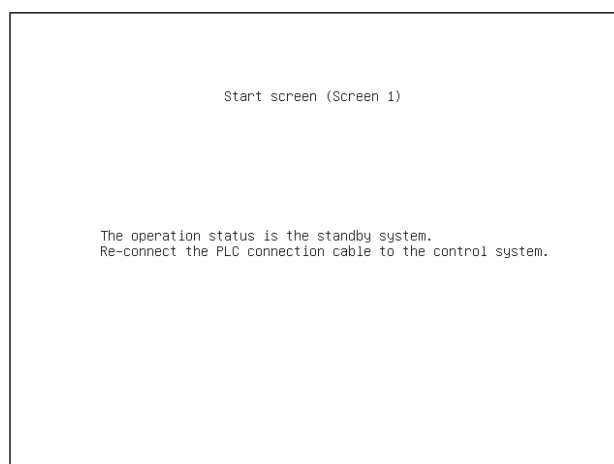 Start screen (Screen 1)
The operation status is the standby system.
Re-connect the PLC connection cable to the control system.